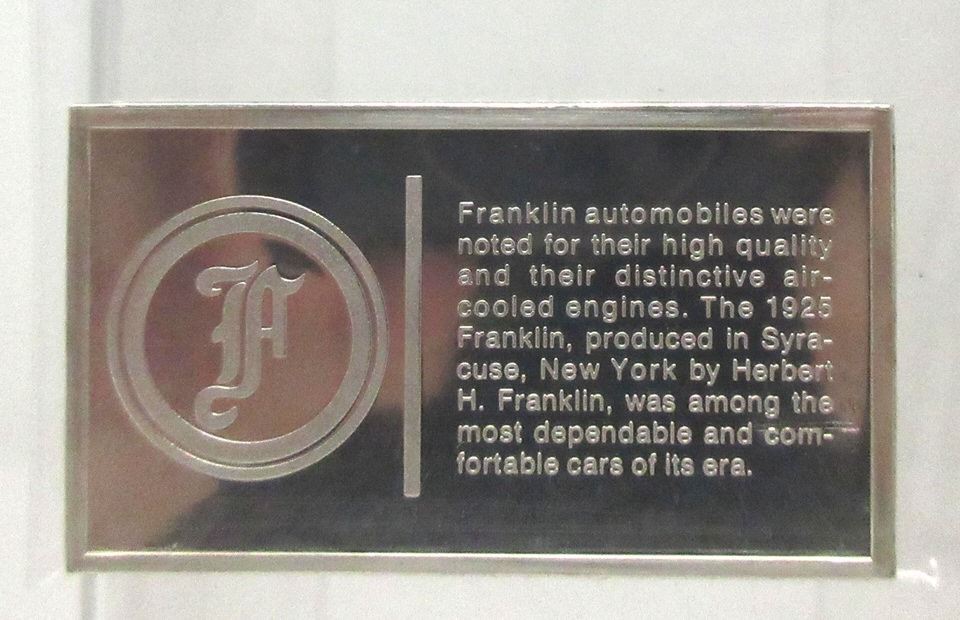 F
Franklin automobiles were
noted for their high quality
and their distinctive air-
cooled engines. The 1925
Franklin, produced in Syra-
cuse, New York by Herbert
H. Franklin, was among the
most dependable and com-
fortable cars of its era.